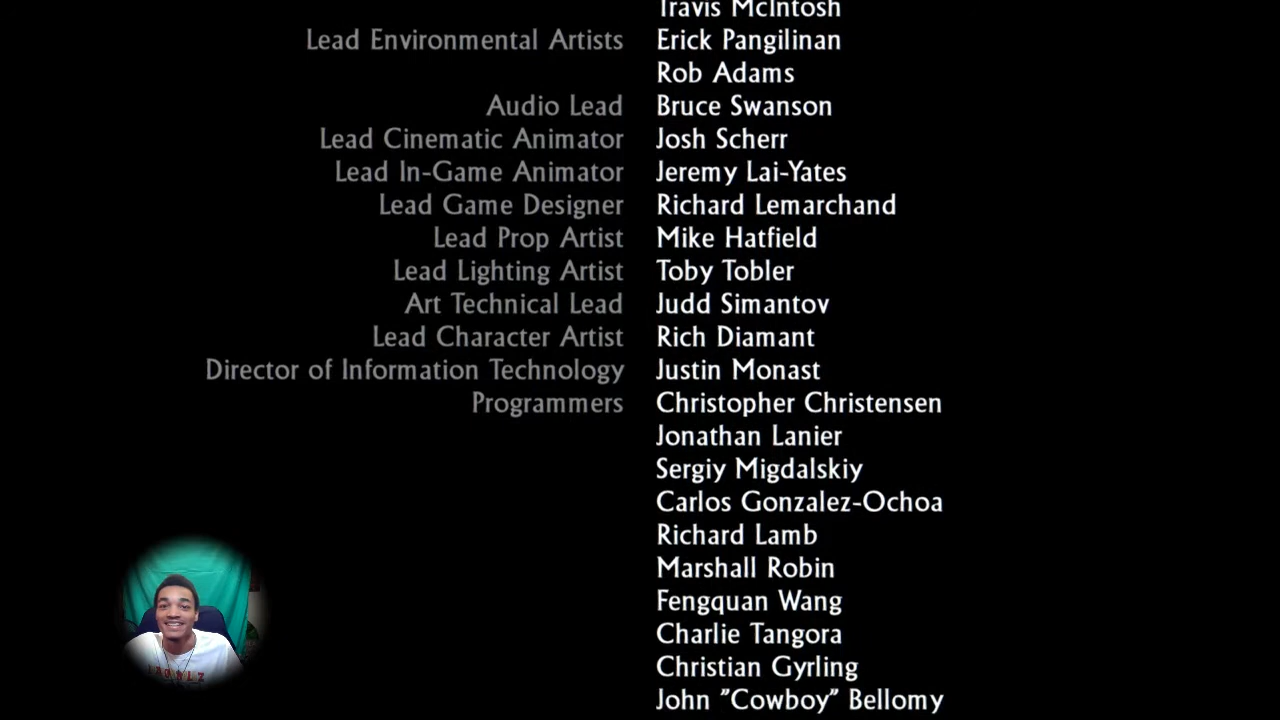 Travis McIntosh
Lead Environmental Artists Erick Pangilinan
Rob Adams
Audio Lead Bruce Swanson
Lead Cinematic Animator Josh Scherr
Lead In-Game Animator Jeremy Lai-Yates
Lead Game Designer Richard Lemarchand
Lead Prop Artist Mike Hatfield
Lead Lighting Artist Toby Tobler
Art Technical Lead Judd Simantov
Lead Character Artist Rich Diamant
Director of Information Technology Justin Monast
Programmers Christopher Christensen
Jonathan Lanier
Sergiy Migdalskiy
Carlos Gonzalez-Ochoa
Richard Lamb
Marshall Robin
Fengquan Wang
Charlie Tangora
Christian Gyrling
John "Cowboy" Bellomy